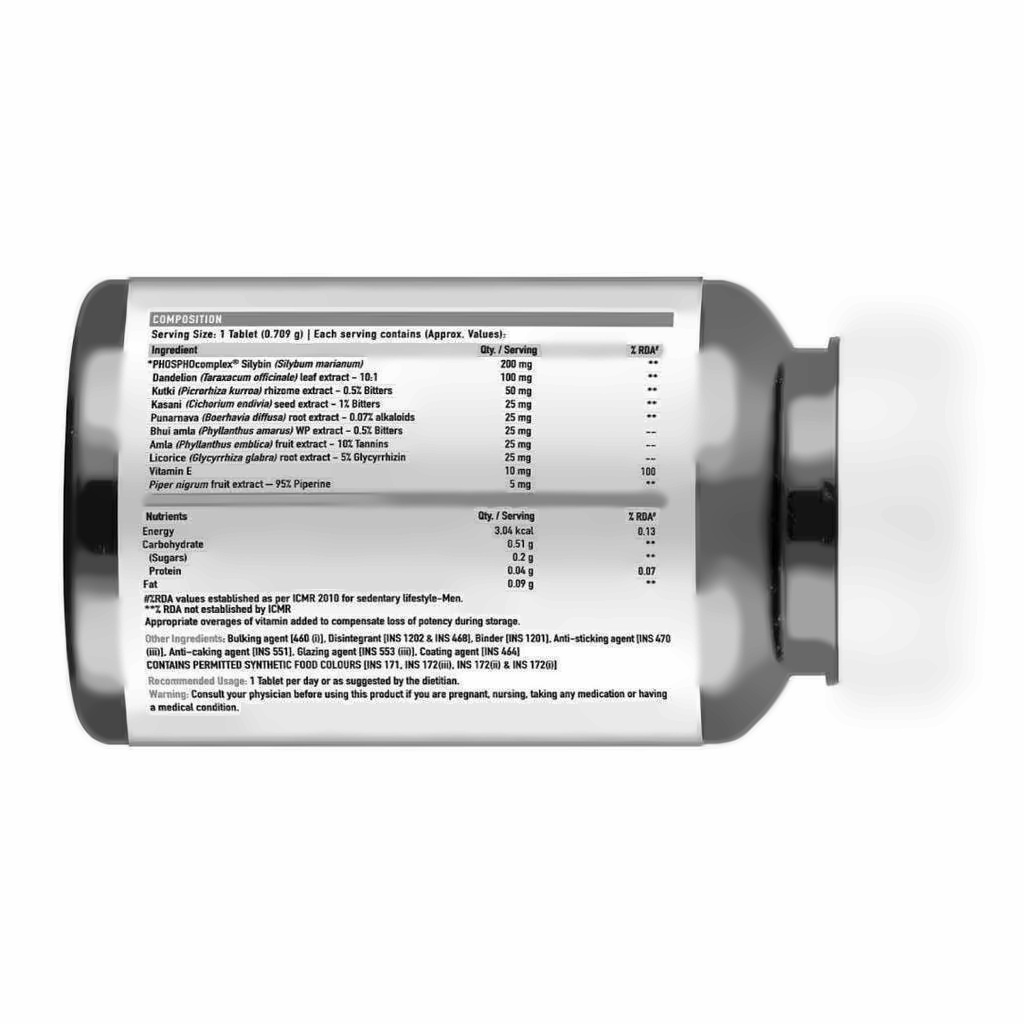 COMPOSITION
Serving Size: 1 Tablet (0.709 g) | Each serving contains (Approx. Values):
Ingredient Qty. / Serving % RDA#
*PHOSPHOcomplex® Silybin (Silybum marianum) 200 mg **
Dandelion (Taraxacum officinale) leaf extract – 10:1 100 mg **
Kutki (Picrorhiza kurroa) rhizome extract – 0.5% Bitters 50 mg **
Kasani (Cichorium endivia) seed extract – 1% Bitters 25 mg **
Punarnava (Boerhavia diffusa) root extract – 0.07% alkaloids 25 mg **
Bhui amla (Phyllanthus amarus) WP extract – 0.5% Bitters 25 mg --
Amla (Phyllanthus emblica) fruit extract – 10% Tannins 25 mg --
Licorice (Glycyrrhiza glabra) root extract – 5% Glycyrrhizin 25 mg --
Vitamin E 10 mg 100
Piper nigrum fruit extract — 95% Piperine 5 mg **
Nutrients Qty. / Serving % RDA#
Energy 3.04 kcal 0.13
Carbohydrate 0.51 g **
(Sugars) 0.2 g **
Protein 0.04 g 0.07
Fat 0.09 g **
#%RDA values established as per ICMR 2010 for sedentary lifestyle-Men.
**% RDA not established by ICMR
Appropriate overages of vitamin added to compensate loss of potency during storage.
Other Ingredients: Bulking agent [460 (i)], Disintegrant [INS 1202 & INS 468], Binder [INS 1201], Anti-sticking agent [INS 470
(iii)], Anti-caking agent [INS 551], Glazing agent [INS 553 (iii)], Coating agent [INS 464]
CONTAINS PERMITTED SYNTHETIC FOOD COLOURS [INS 171, INS 172(iii), INS 172(ii) & INS 172(i)]
Recommended Usage: 1 Tablet per day or as suggested by the dietitian.
Warning: Consult your physician before using this product if you are pregnant, nursing, taking any medication or having
a medical condition.